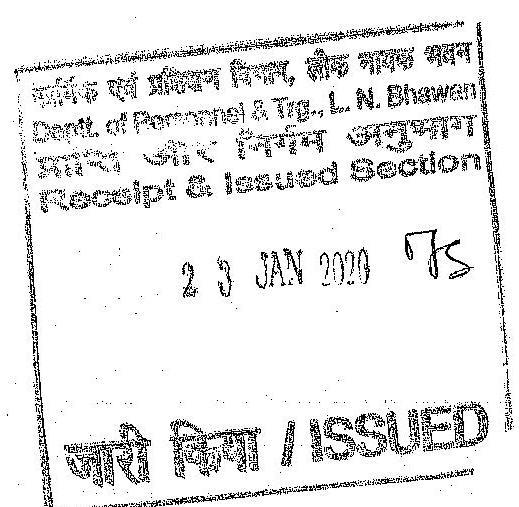 कार्मिक एवं प्रशिक्षण विभाग, लोक नायक भवन
Deptt. of Personnel & Trg., L. N. Bhawan
प्राप्ति और निर्गम अनुभाग
Receipt & Issued Section
2 3 JAN 2020
जारी किया / ISSUED